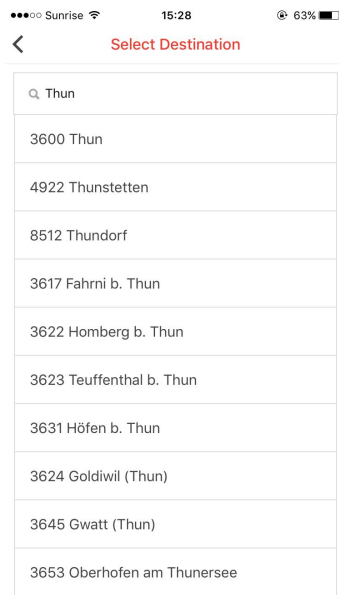 Sunrise 15:28 63%
Select Destination
Thun
3600 Thun
4922 Thunstetten
8512 Thundorf
3617 Fahrni b. Thun
3622 Homberg b. Thun
3623 Teuffenthal b. Thun
3631 Höfen b. Thun
3624 Goldiwil (Thun)
3645 Gwatt (Thun)
3653 Oberhofen am Thunersee